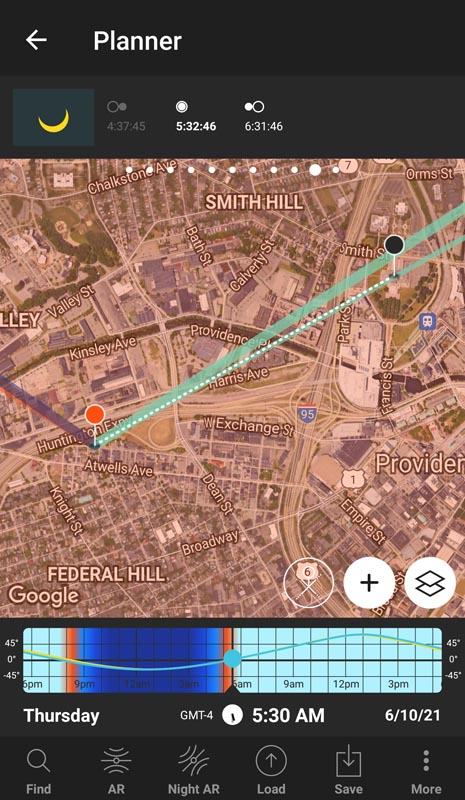 Planner
4:37:45 5:32:46 6:31:46
Chalkstone Ave
7
Orms St
SMITH HILL
Smith S
Bath St
Calverly St
Valley St
LLEY
Park S
Kinsley Ave
Providence
Harris Ave
Francis St
95
Huntington Expy
W Exchange St
Atwells Ave
Providen
1
Knight St
Dean St
Empire St
Broadway
6
FEDERAL HILL
Google
45° 45°
0° 0°
-45° -45°
6pm 9pm 12am 3am 6am 9am 12pm 3pm
Thursday GMT-4 5:30 AM 6/10/21
Find AR Night AR Load Save More